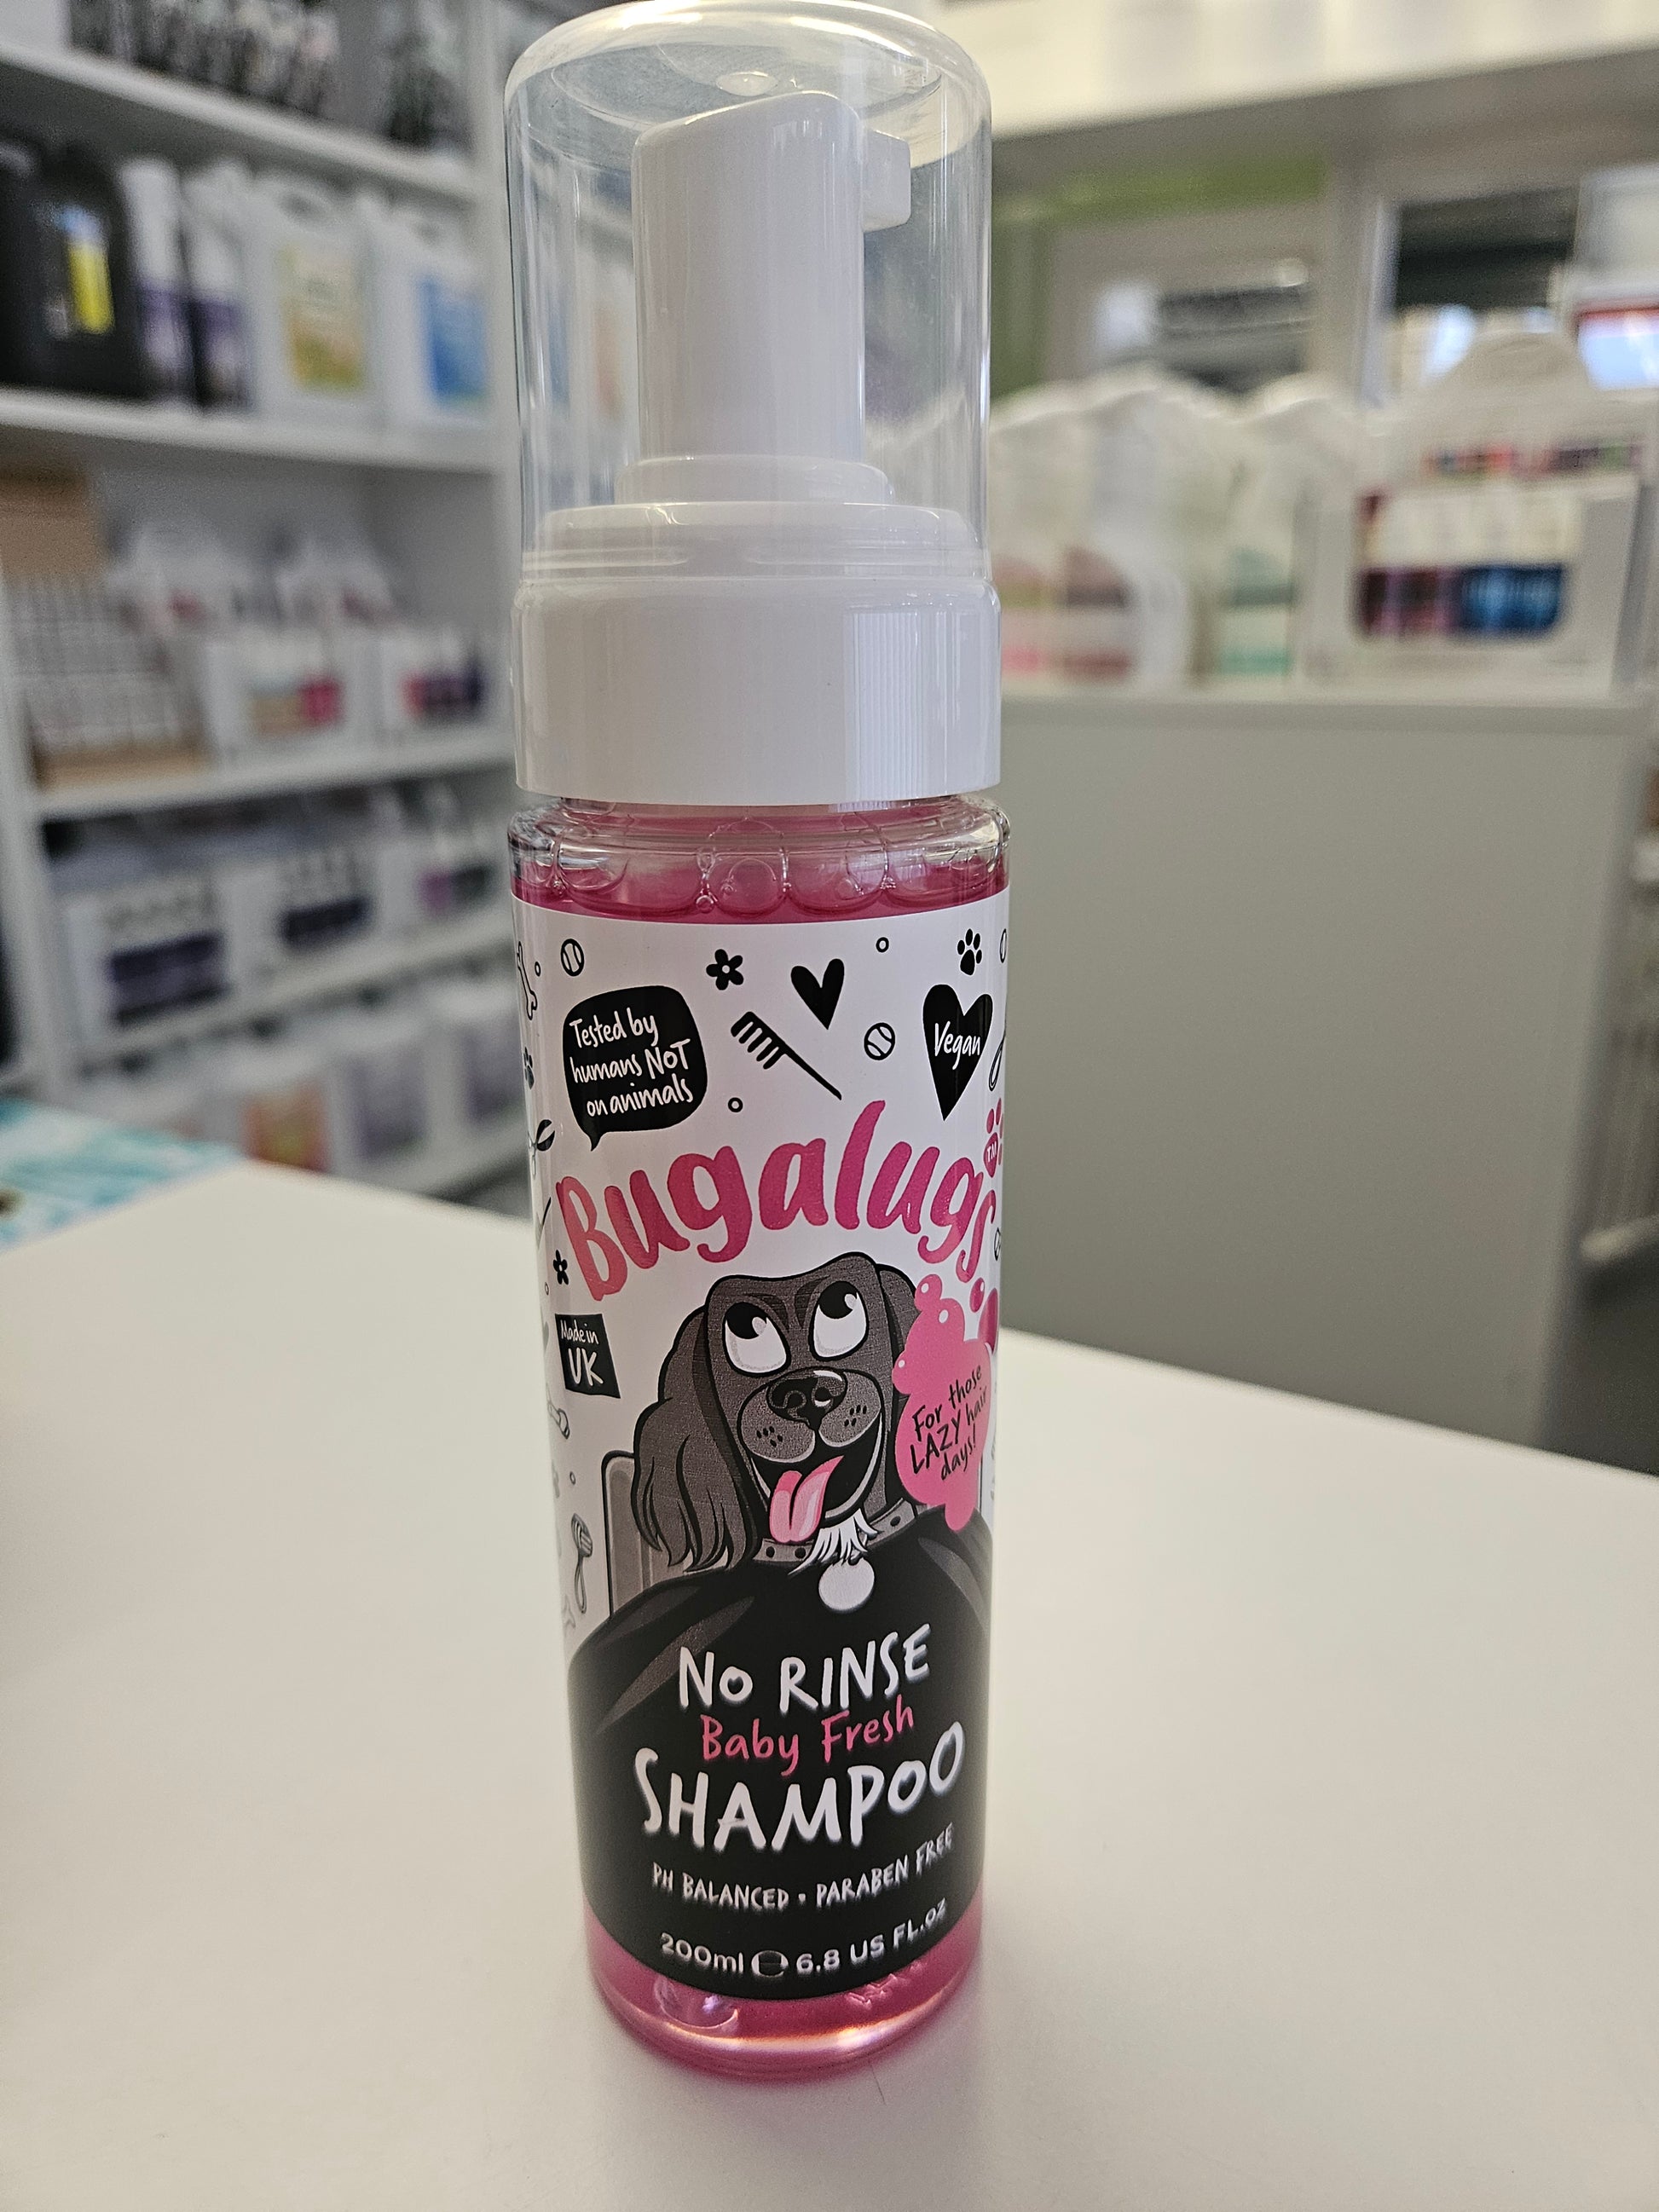 Tested by
humans NOT
on animals
Vegan
Bugalugs
TM
Made in
UK
For those
LAZY hair
days!
No RINSE
Baby Fresh
SHAMPOO
PH BALANCED • PARABEN FREE
200ml ℮ 6.8 US FL.oz